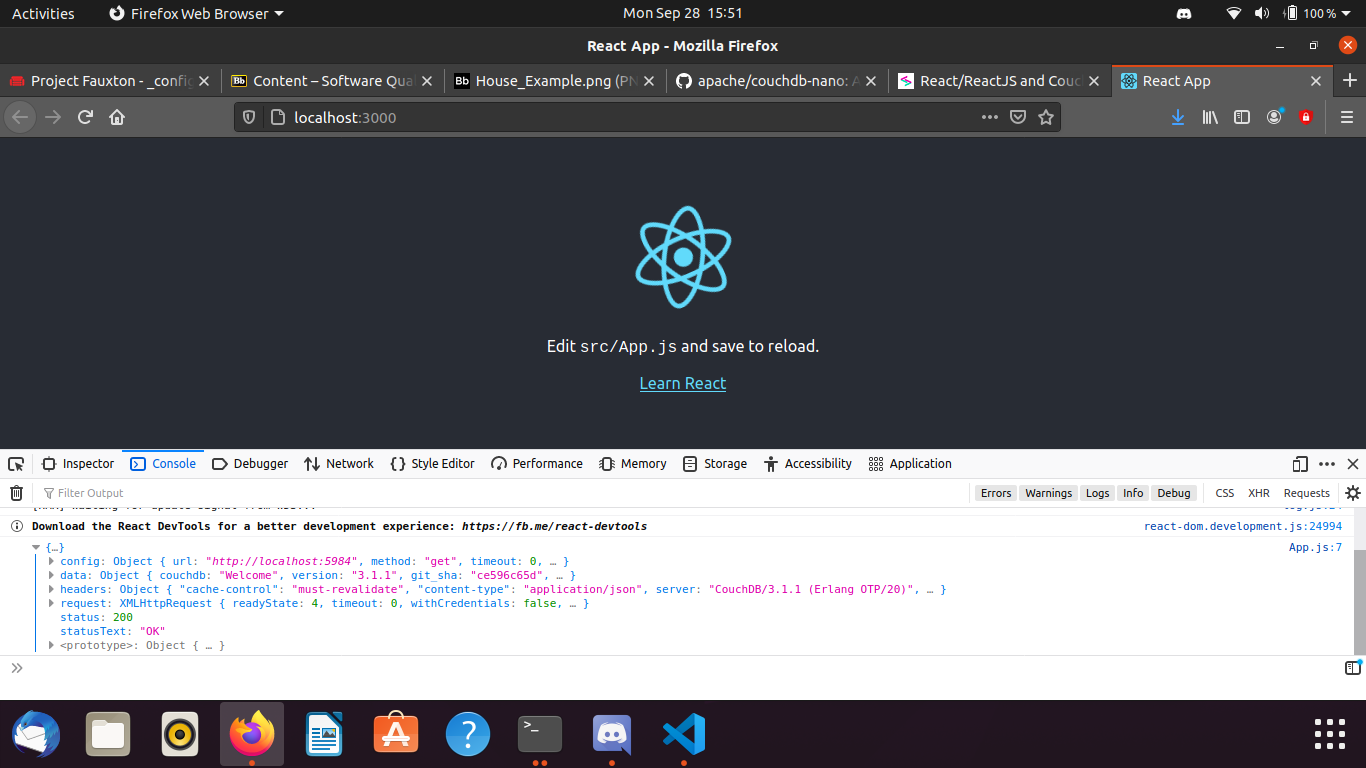 Activities
Firefox Web Browser
Mon Sep 28 15:51
100 %
React App - Mozilla Firefox
Project Fauxton - _config
Bb
Content – Software Qua
Bb
House_Example.png (PN
apache/couchdb-nano: A
React/ReactJS and Couc
React App
localhost:3000
Edit src/App.js and save to reload.
Learn React
Inspector
Console
Debugger
Network
Style Editor
Performance
Memory
Storage
Accessibility
Application
Filter Output
Errors
Warnings
Logs
Info
Debug
CSS
XHR
Requests
Download the React DevTools for a better development experience: https://fb.me/react-devtools
react-dom.development.js:24994
{…}
App.js:7
config: Object { url: "http://localhost:5984", method: "get", timeout: 0, … }
data: Object { couchdb: "Welcome", version: "3.1.1", git_sha: "ce596c65d", … }
headers: Object { "cache-control": "must-revalidate", "content-type": "application/json", server: "CouchDB/3.1.1 (Erlang OTP/20)", … }
request: XMLHttpRequest { readyState: 4, timeout: 0, withCredentials: false, … }
status: 200
statusText: "OK"
<prototype>: Object { … }